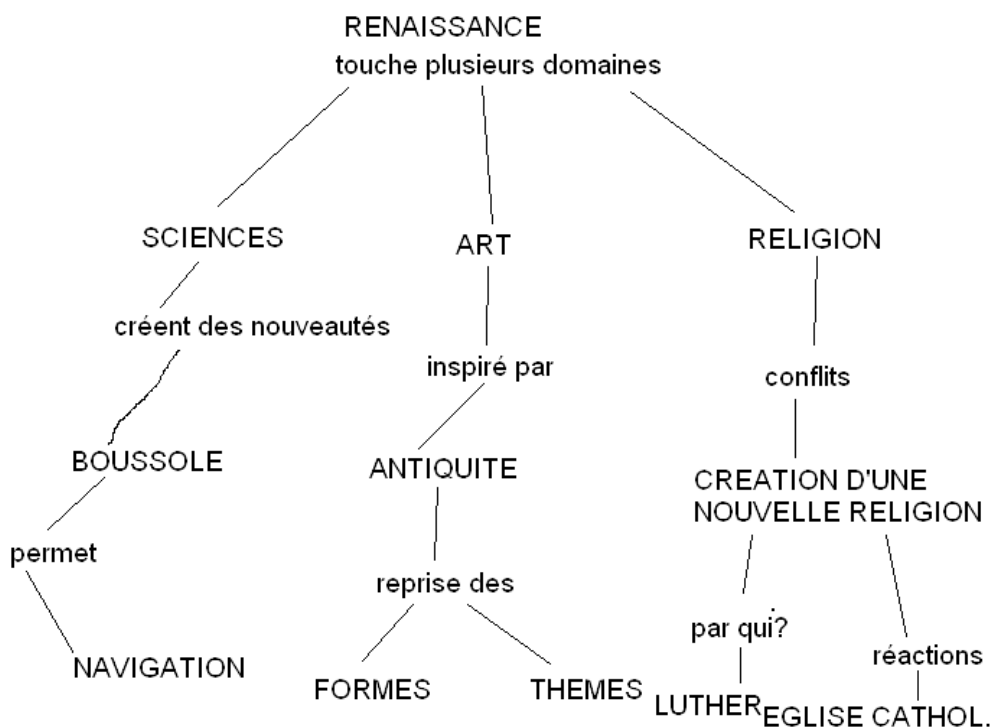 RENAISSANCE
touche plusieurs domaines
SCIENCES
ART
RELIGION
créent des nouveautés
inspiré par
conflits
BOUSSOLE
ANTIQUITE
CREATION D'UNE
NOUVELLE RELIGION
permet
reprise des
par qui?
réactions
NAVIGATION
FORMES
THEMES
LUTHER
EGLISE CATHOL.